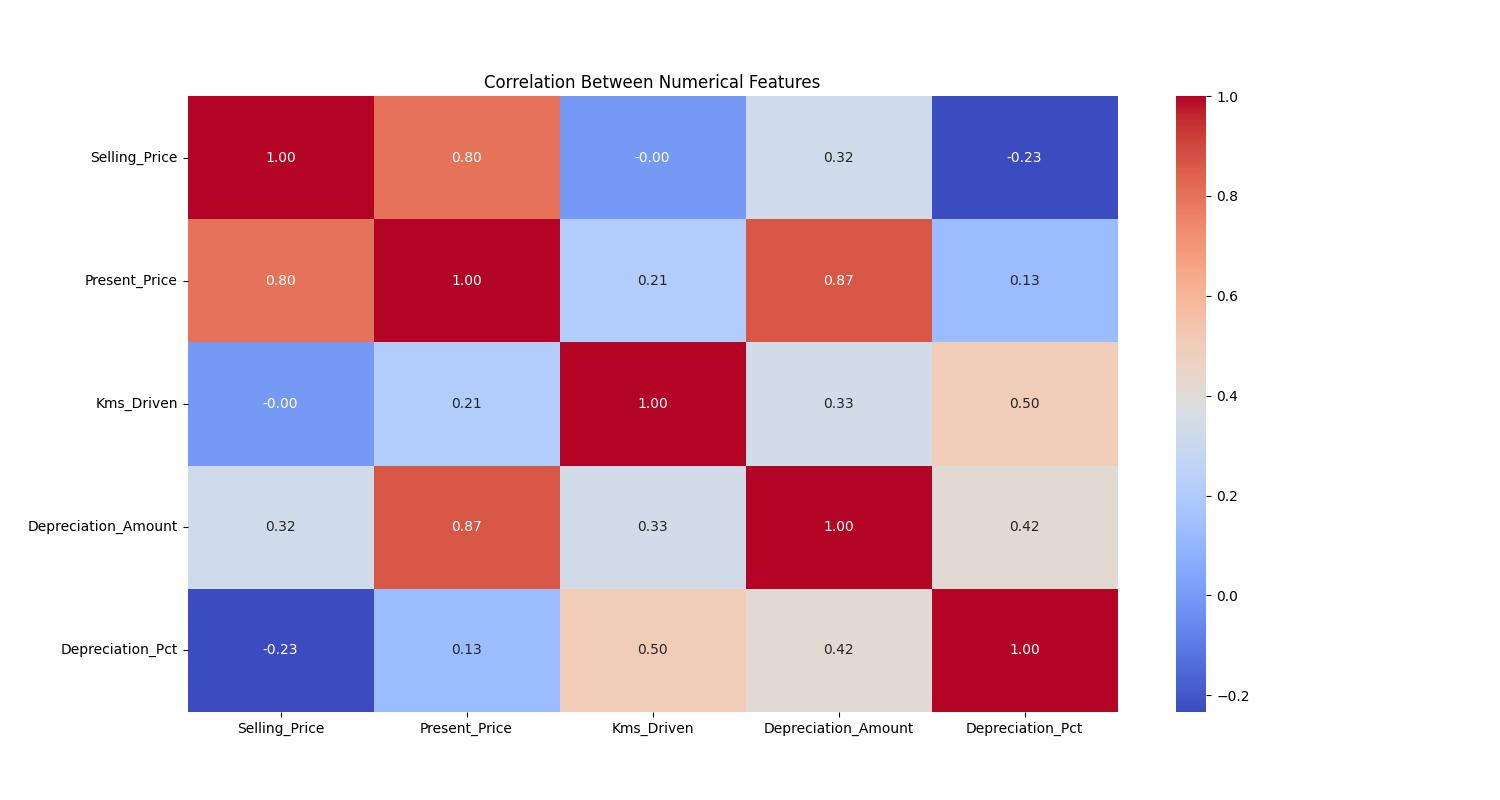 Correlation Between Numerical Features
Selling_Price 1.00 0.80 -0.00 0.32 -0.23
Present_Price 0.80 1.00 0.21 0.87 0.13
Kms_Driven -0.00 0.21 1.00 0.33 0.50
Depreciation_Amount 0.32 0.87 0.33 1.00 0.42
Depreciation_Pct -0.23 0.13 0.50 0.42 1.00
Selling_Price Present_Price Kms_Driven Depreciation_Amount Depreciation_Pct
1.0
0.8
0.6
0.4
0.2
0.0
−0.2